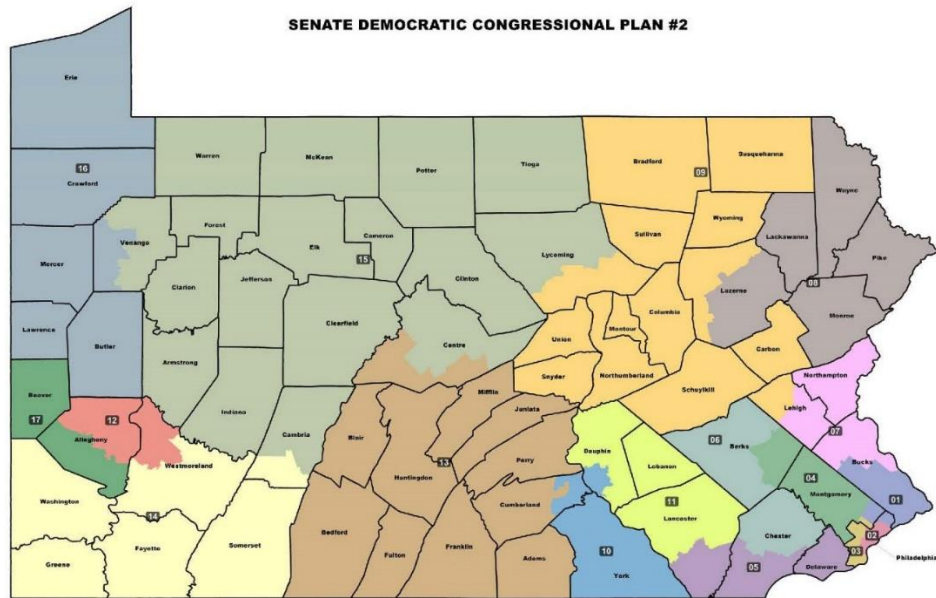 SENATE DEMOCRATIC CONGRESSIONAL PLAN #2
Erie
Warren
McKean
Potter
Tioga
Bradford
Susquehanna
16
09
Crawford
Wayne
Wyoming
Forest
Venango
Elk
Cameron
Sullivan
Lackawanna
Mercer
15
Lycoming
Pike
Clarion
Jefferson
Clinton
Luzerne
08
Columbia
Lawrence
Clearfield
Monroe
Butler
Centre
Union
Montour
Carbon
Armstrong
Snyder
Northumberland
Northampton
Beaver
Indiana
Mifflin
Schuylkill
Lehigh
17
12
Allegheny
Cambria
Blair
Juniata
07
Dauphin
06
Berks
Westmoreland
Perry
Lebanon
Bucks
Huntingdon
13
04
Montgomery
Washington
Cumberland
11
01
14
Lancaster
Chester
02
Bedford
03
Fayette
Somerset
Fulton
Franklin
Adams
10
York
05
Delaware
Philadelphia
Greene